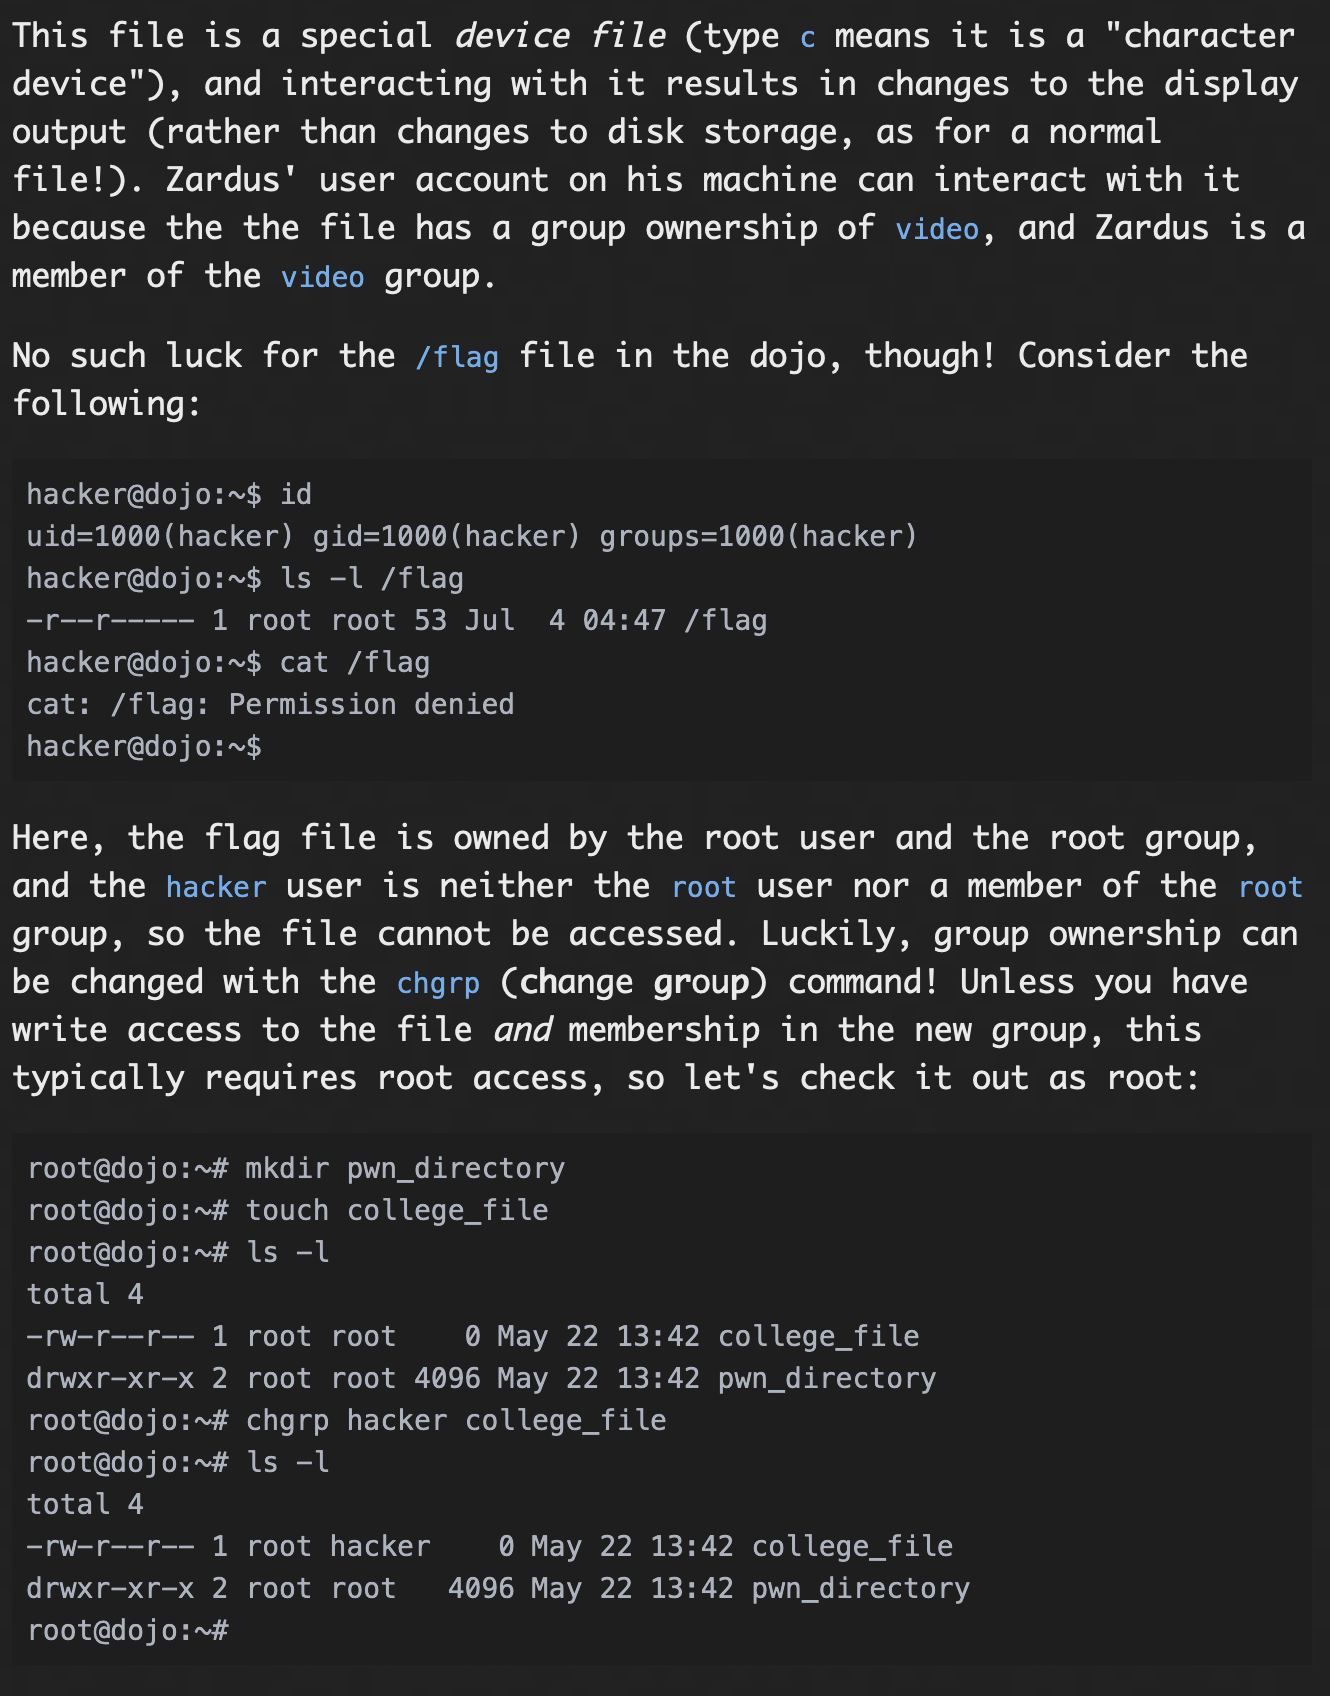 This file is a special device file (type c means it is a "character
device"), and interacting with it results in changes to the display
output (rather than changes to disk storage, as for a normal
file!). Zardus' user account on his machine can interact with it
because the the file has a group ownership of video, and Zardus is a
member of the video group.
No such luck for the /flag file in the dojo, though! Consider the
following:
hacker@dojo:~$ id
uid=1000(hacker) gid=1000(hacker) groups=1000(hacker)
hacker@dojo:~$ ls -l /flag
-r--r----- 1 root root 53 Jul  4 04:47 /flag
hacker@dojo:~$ cat /flag
cat: /flag: Permission denied
hacker@dojo:~$
Here, the flag file is owned by the root user and the root group,
and the hacker user is neither the root user nor a member of the root
group, so the file cannot be accessed. Luckily, group ownership can
be changed with the chgrp (change group) command! Unless you have
write access to the file and membership in the new group, this
typically requires root access, so let's check it out as root:
root@dojo:~# mkdir pwn_directory
root@dojo:~# touch college_file
root@dojo:~# ls -l
total 4
-rw-r--r-- 1 root root    0 May 22 13:42 college_file
drwxr-xr-x 2 root root 4096 May 22 13:42 pwn_directory
root@dojo:~# chgrp hacker college_file
root@dojo:~# ls -l
total 4
-rw-r--r-- 1 root hacker    0 May 22 13:42 college_file
drwxr-xr-x 2 root root   4096 May 22 13:42 pwn_directory
root@dojo:~#